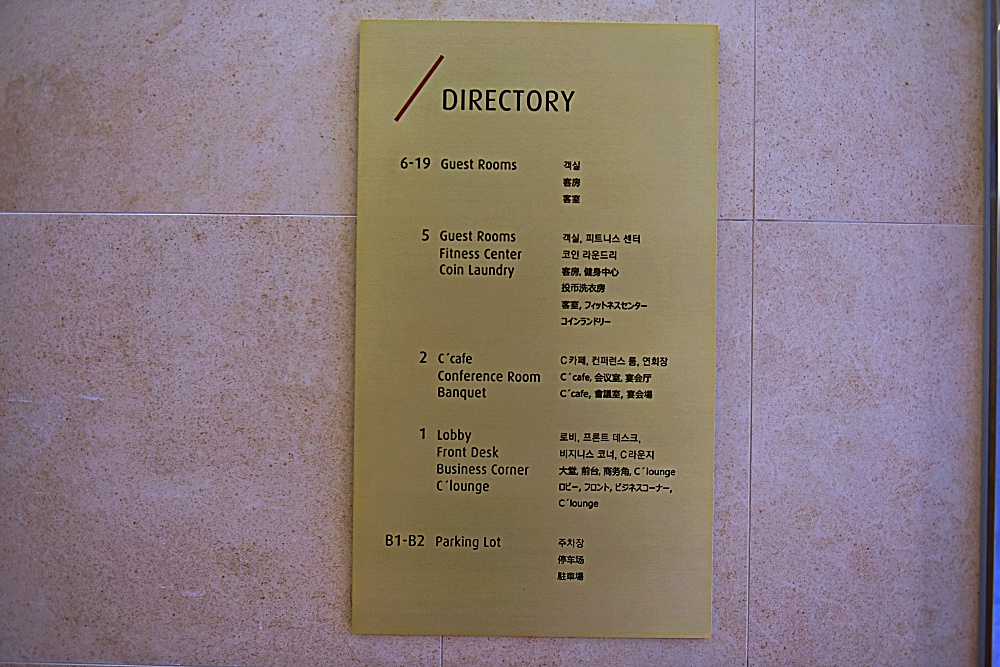 DIRECTORY
6-19 Guest Rooms
객실
客房
客室
5 Guest Rooms
Fitness Center
Coin Laundry
객실, 피트니스 센터
코인 라운드리
客房, 健身中心
投币洗衣房
客室, フィットネスセンター
コインランドリー
2 C´cafe
Conference Room
Banquet
C카페, 컨퍼런스 룸, 연회장
C´cafe, 会议室, 宴会厅
C´cafe, 會議室, 宴会場
1 Lobby
Front Desk
Business Corner
C´lounge
로비, 프론트 데스크,
비지니스 코너, C라운지
大堂, 前台, 商务角, C´lounge
ロビー, フロント, ビジネスコーナー,
C´lounge
B1-B2 Parking Lot
주차장
停车场
駐車場